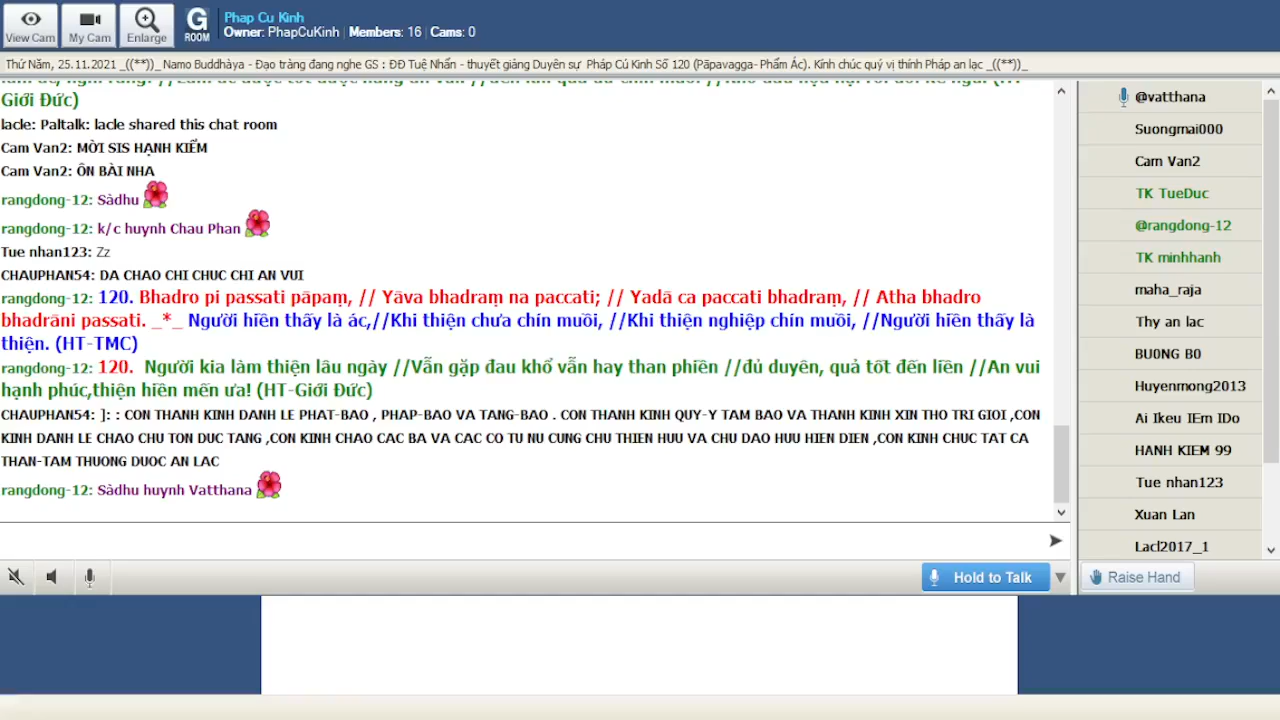 View Cam
My Cam
Enlarge
G
ROOM
Phap Cu Kinh
Owner: PhapCuKinh | Members: 16 | Cams: 0
Thứ Năm, 25.11.2021 _((**))_ Namo Buddhàya - Đạo tràng đang nghe GS : ĐĐ Tuệ Nhẫn - thuyết giảng Duyên sự Pháp Cú Kinh Số 120 (Pāpavagga- Phẩm Ác). Kính chúc quý vị thính Pháp an lạc _((**))_
Giới Đức)
lacle: Paltalk: lacle shared this chat room
Cam Van2: MỜI SIS HẠNH KIỂM
Cam Van2: ÔN BÀI NHA
rangdong-12: Sàdhu
rangdong-12: k/c huynh Chau Phan
Tue nhan123: Zz
CHAUPHAN54: DA CHAO CHI CHUC CHI AN VUI
rangdong-12: 120. Bhadro pi passati pāpaṃ, // Yāva bhadraṃ na paccati; // Yadā ca paccati bhadraṃ, // Atha bhadro
bhadrāni passati. _*_ Người hiền thấy là ác,//Khi thiện chưa chín muồi, //Khi thiện nghiệp chín muồi, //Người hiền thấy là
thiện. (HT-TMC)
rangdong-12: 120. Người kia làm thiện lâu ngày //Vẫn gặp đau khổ vẫn hay than phiền //đủ duyên, quả tốt đến liền //An vui
hạnh phúc,thiện hiền mến ưa! (HT-Giới Đức)
CHAUPHAN54: ]: : CON THANH KINH DANH LE PHAT-BAO , PHAP-BAO VA TANG-BAO . CON THANH KINH QUY-Y TAM BAO VA THANH KINH XIN THO TRI GIOI ,CON
KINH DANH LE CHAO CHU TON DUC TANG ,CON KINH CHAO CAC BA VA CAC CO TU NU CUNG CHU THIEN HUU VA CHU DAO HUU HIEN DIEN ,CON KINH CHUC TAT CA
THAN-TAM THUONG DUOC AN LAC
rangdong-12: Sàdhu huynh Vatthana
@vatthana
Suongmai000
Cam Van2
TK TueDuc
@rangdong-12
TK minhhanh
maha_raja
Thy an lac
BU0NG B0
Huyenmong2013
Ai Ikeu IEm IDo
HANH KIEM 99
Tue nhan123
Xuan Lan
Lacl2017_1
Hold to Talk
Raise Hand